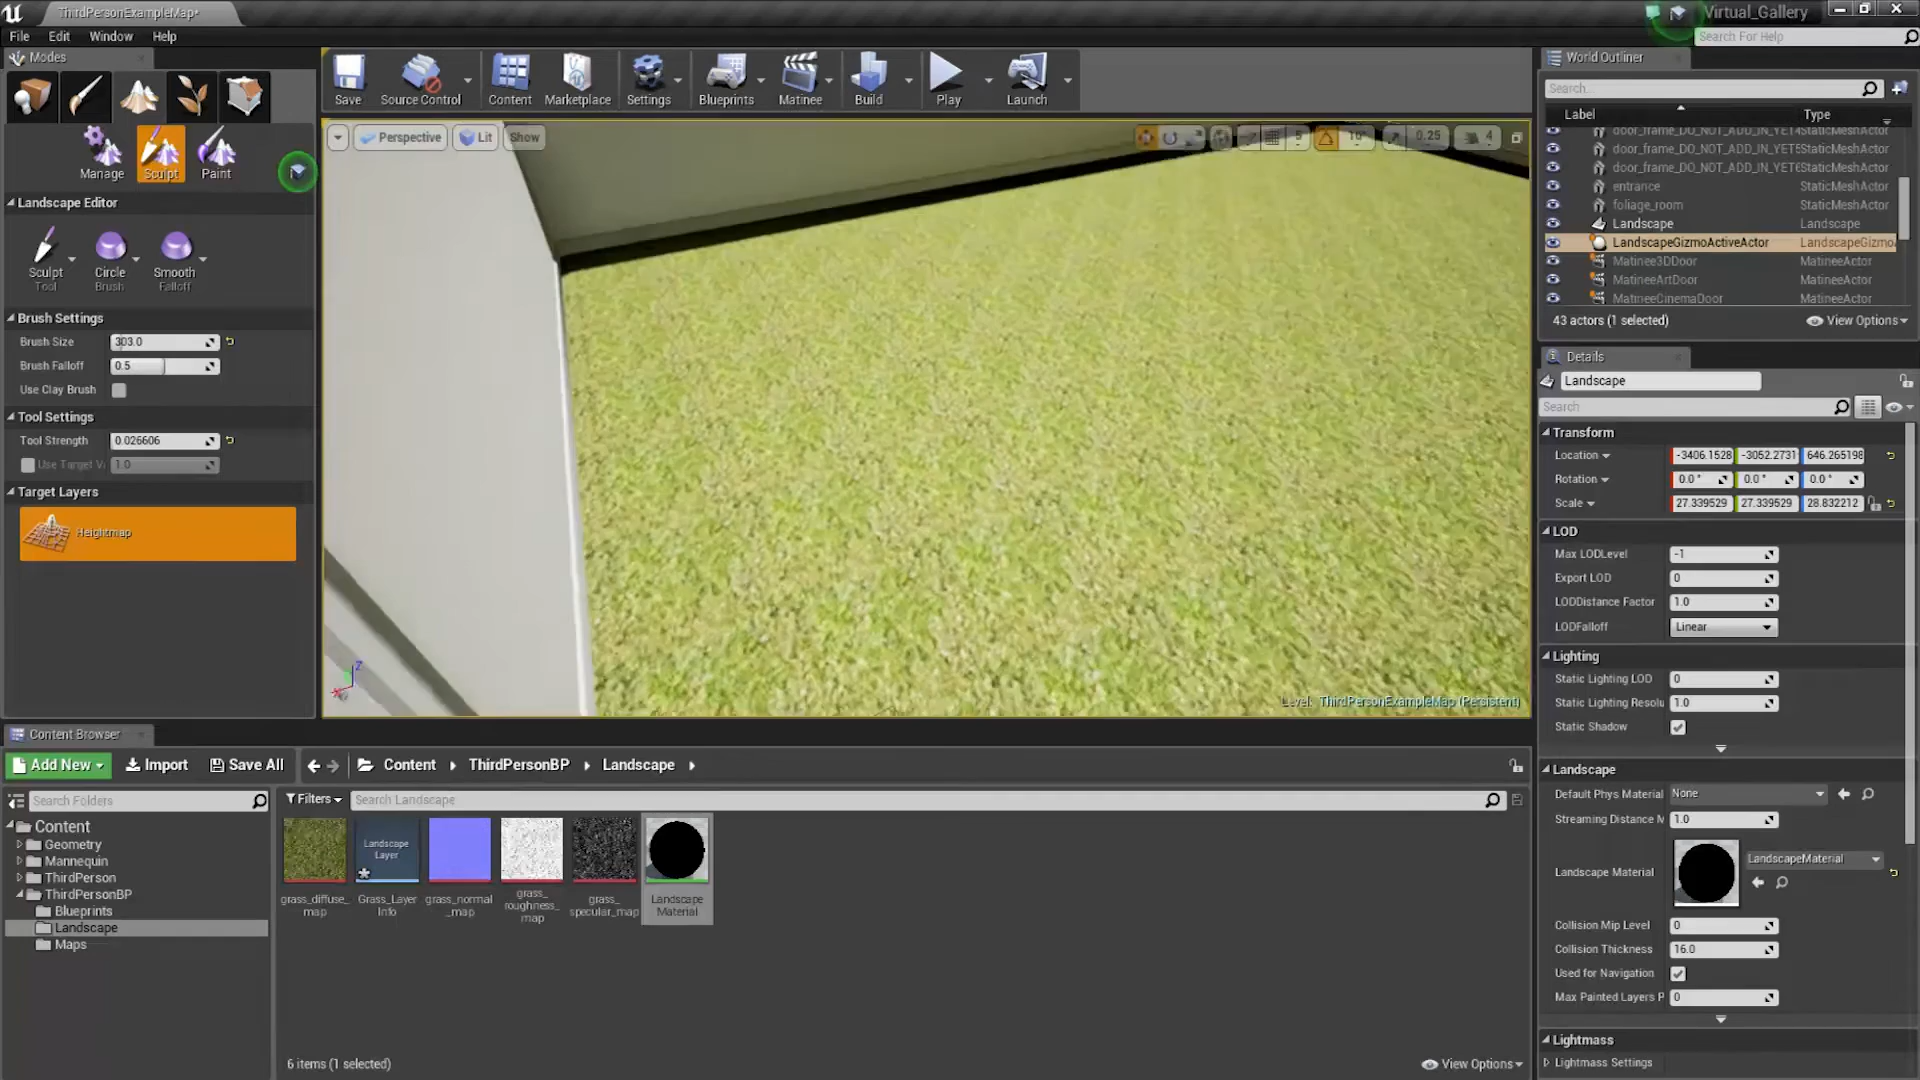 ThirdPersonExampleMap*
Virtual_Gallery
File Edit Window Help
Search For Help
Modes
Save Source Control Content Marketplace Settings Blueprints Matinee Build Play Launch
Manage Sculpt Paint
Perspective Lit Show
5 10° 0.25 4
Landscape Editor
Sculpt Circle Smooth
Tool Brush Falloff
Brush Settings
Brush Size 303.0
Brush Falloff 0.5
Use Clay Brush
Tool Settings
Tool Strength 0.026606
Use Target V 1.0
Target Layers
Heightmap
Level: ThirdPersonExampleMap (Persistent)
World Outliner
Search...
Label Type
door_frame_DO_NOT_ADD_IN_YET4 StaticMeshActor
door_frame_DO_NOT_ADD_IN_YET5 StaticMeshActor
door_frame_DO_NOT_ADD_IN_YET6 StaticMeshActor
entrance StaticMeshActor
foliage_room StaticMeshActor
Landscape Landscape
LandscapeGizmoActiveActor LandscapeGizmo
Matinee3DDoor MatineeActor
MatineeArtDoor MatineeActor
MatineeCinemaDoor MatineeActor
43 actors (1 selected) View Options
Details
Landscape
Search
Transform
Location -3406.1528 -3052.2731 646.265198
Rotation 0.0° 0.0° 0.0°
Scale 27.339529 27.339529 28.832212
LOD
Max LODLevel -1
Export LOD 0
LODDistance Factor 1.0
LODFalloff Linear
Lighting
Static Lighting LOD 0
Static Lighting Resolu 1.0
Static Shadow
Landscape
Default Phys Material None
Streaming Distance M 1.0
Landscape Material LandscapeMaterial
Collision Mip Level 0
Collision Thickness 16.0
Used for Navigation
Max Painted Layers P 0
Lightmass
Lightmass Settings
Content Browser
Add New Import Save All Content ThirdPersonBP Landscape
Search Folders
Filters Search Landscape
Content
Geometry
Mannequin
ThirdPerson
ThirdPersonBP
Blueprints
Landscape
Maps
Landscape
Layer
grass_diffuse_
map
Grass_Layer
Info
grass_normal
_map
grass_
roughness_
map
grass_
specular_map
Landscape
Material
6 items (1 selected) View Options
Z